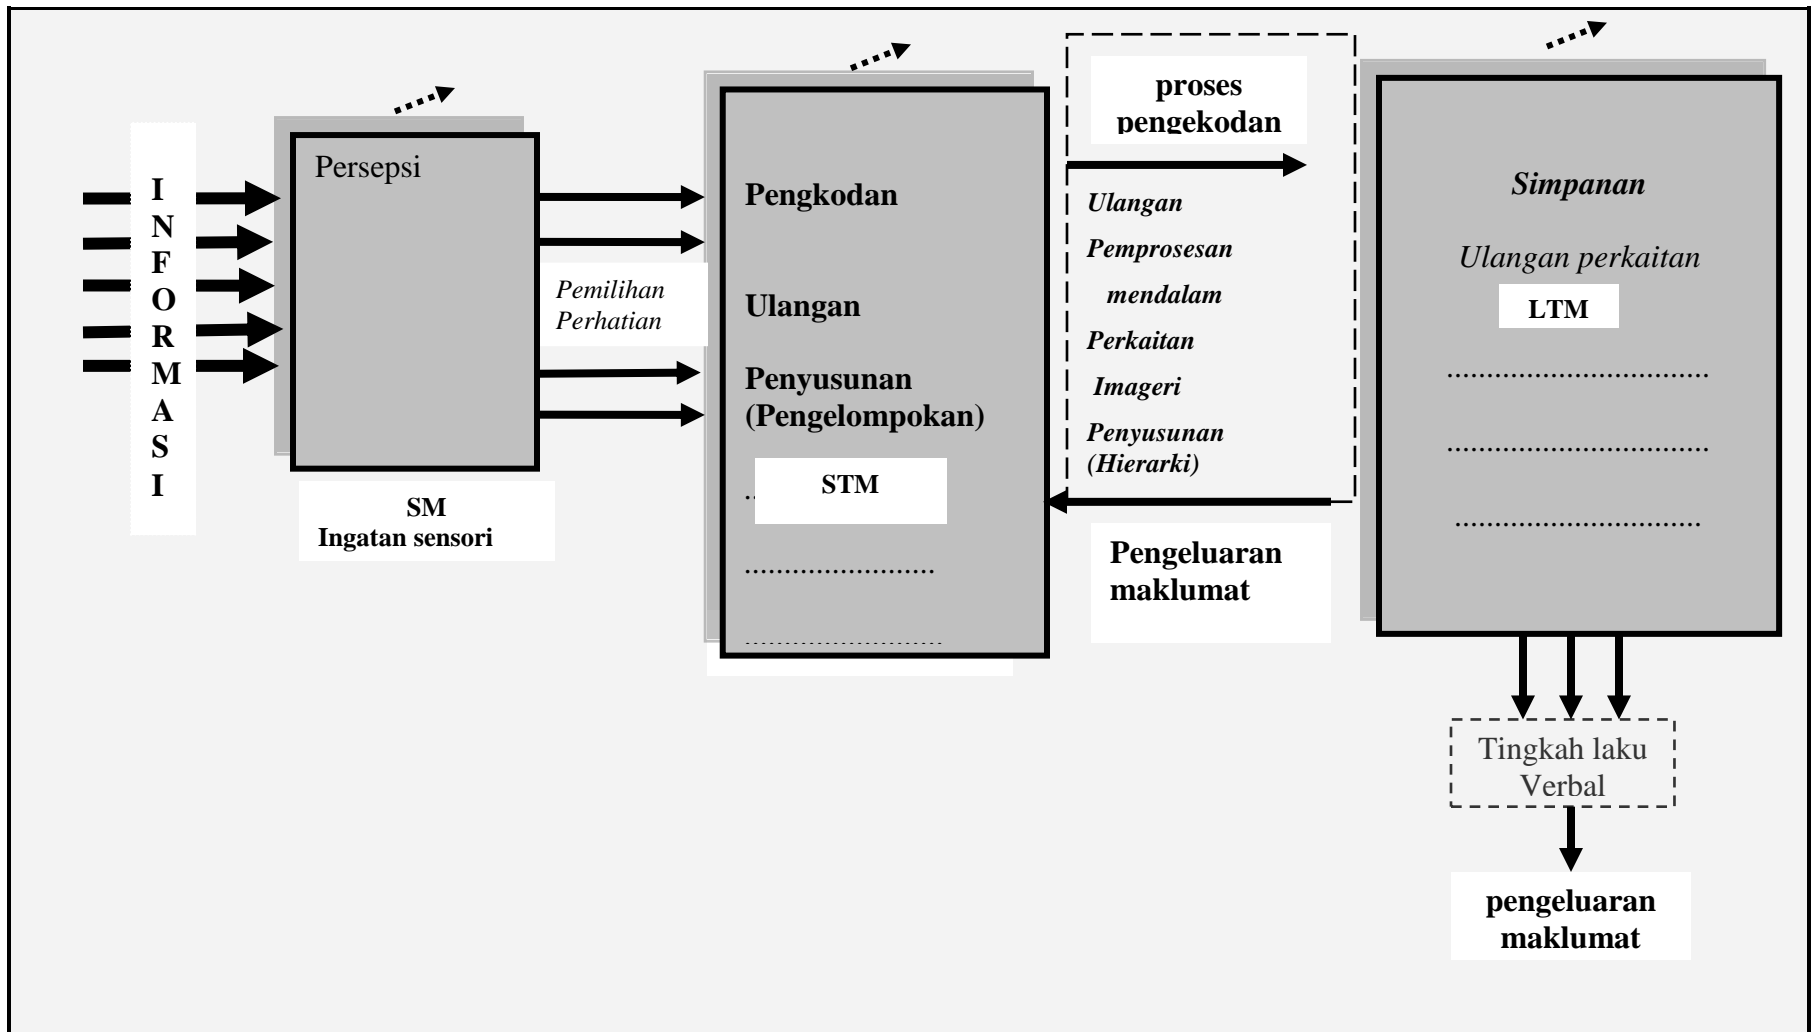 INFORMASI
Persepsi
SM
Ingatan sensori
Pemilihan
Perhatian
Pengkodan
Ulangan
Penyusunan
(Pengelompokan)
STM
..
........................
.........................
proses
pengekodan
Ulangan
Pemprosesan
mendalam
Perkaitan
Imageri
Penyusunan
(Hierarki)
Pengeluaran
maklumat
Simpanan
Ulangan perkaitan
LTM
.................................
.................................
...............................
Tingkah laku
Verbal
pengeluaran
maklumat